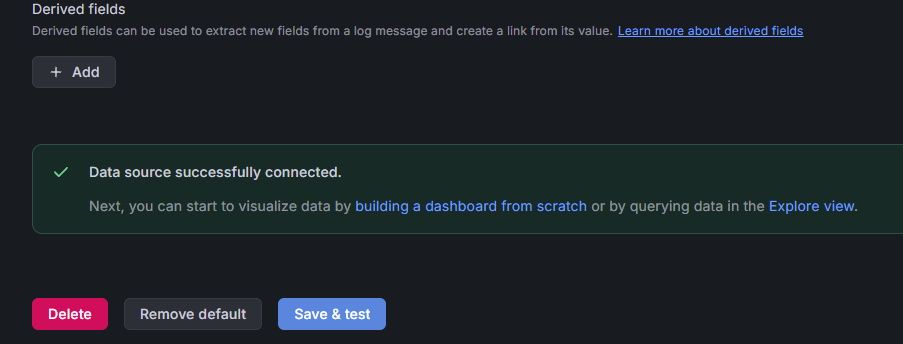 Derived fields
Derived fields can be used to extract new fields from a log message and create a link from its value. Learn more about derived fields
+ Add
Data source successfully connected.
Next, you can start to visualize data by building a dashboard from scratch or by querying data in the Explore view.
Delete Remove default Save & test